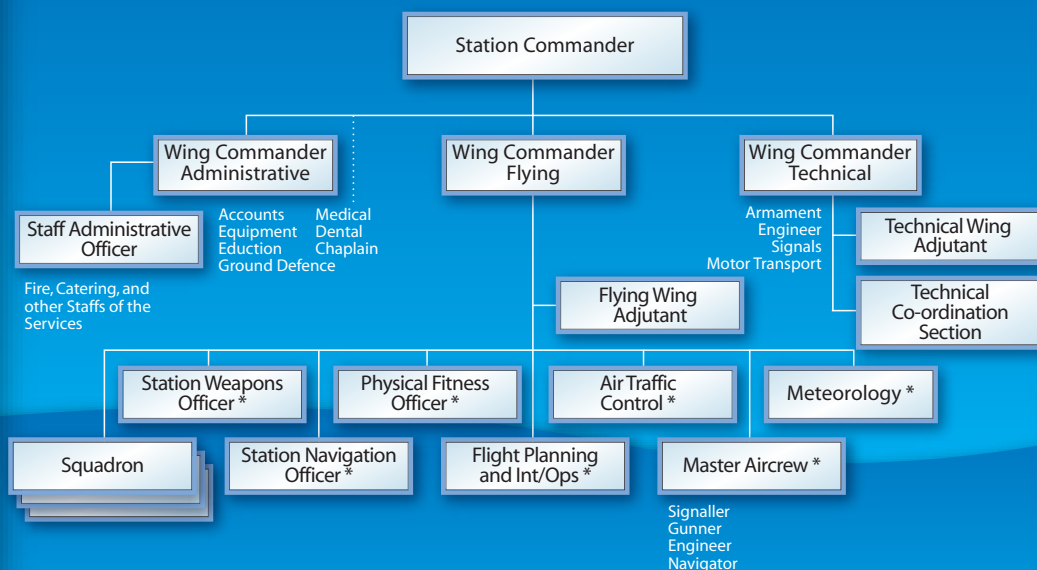 Station Commander
Wing Commander
Administrative
Wing Commander
Flying
Wing Commander
Technical
Staff Administrative
Officer
Fire, Catering, and
other Staffs of the
Services
Accounts
Equipment
Eduction
Ground Defence
Medical
Dental
Chaplain
Armament
Engineer
Signals
Motor Transport
Technical Wing
Adjutant
Technical
Co-ordination
Section
Flying Wing
Adjutant
Station Weapons
Officer *
Physical Fitness
Officer *
Air Traffic
Control *
Meteorology *
Squadron
Station Navigation
Officer *
Flight Planning
and Int/Ops *
Master Aircrew *
Signaller
Gunner
Engineer
Navigator